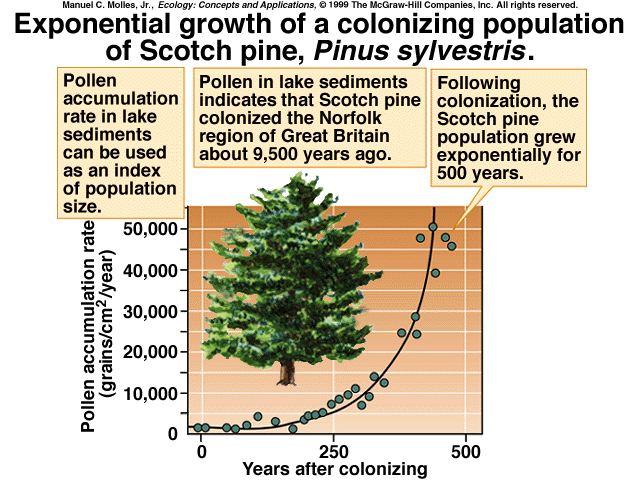 Manuel C. Molles, Jr., Ecology: Concepts and Applications, © 1999 The McGraw-Hill Companies, Inc. All rights reserved.
Exponential growth of a colonizing population
of Scotch pine, Pinus sylvestris.
Pollen
accumulation
rate in lake
sediments
can be used
as an index
of population
size.
Pollen in lake sediments
indicates that Scotch pine
colonized the Norfolk
region of Great Britain
about 9,500 years ago.
Following
colonization, the
Scotch pine
population grew
exponentially for
500 years.
Pollen accumulation rate
(grains/cm²/year)
50,000
40,000
30,000
20,000
10,000
0
0
250
500
Years after colonizing